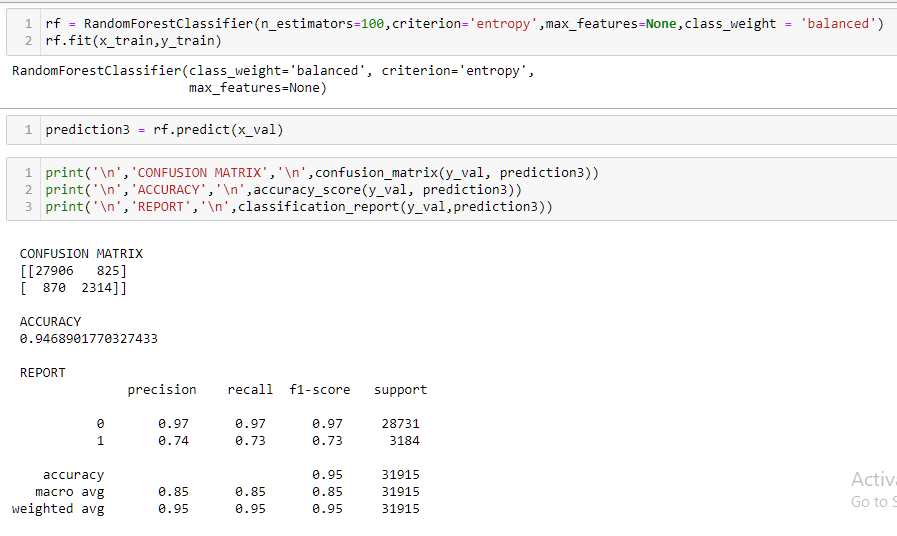 1 rf = RandomForestClassifier(n_estimators=100,criterion='entropy',max_features=None,class_weight = 'balanced')
2 rf.fit(x_train,y_train)
RandomForestClassifier(class_weight='balanced', criterion='entropy',
                       max_features=None)
1 prediction3 = rf.predict(x_val)
1 print('\n','CONFUSION MATRIX','\n',confusion_matrix(y_val, prediction3))
2 print('\n','ACCURACY','\n',accuracy_score(y_val, prediction3))
3 print('\n','REPORT','\n',classification_report(y_val,prediction3))
CONFUSION MATRIX
[[27906   825]
[  870  2314]]
ACCURACY
0.9468901770327433
REPORT
precision    recall  f1-score   support
0       0.97      0.97      0.97     28731
1       0.74      0.73      0.73      3184
accuracy                           0.95     31915
macro avg       0.85      0.85      0.85     31915
weighted avg       0.95      0.95      0.95     31915
Activ
Go to S